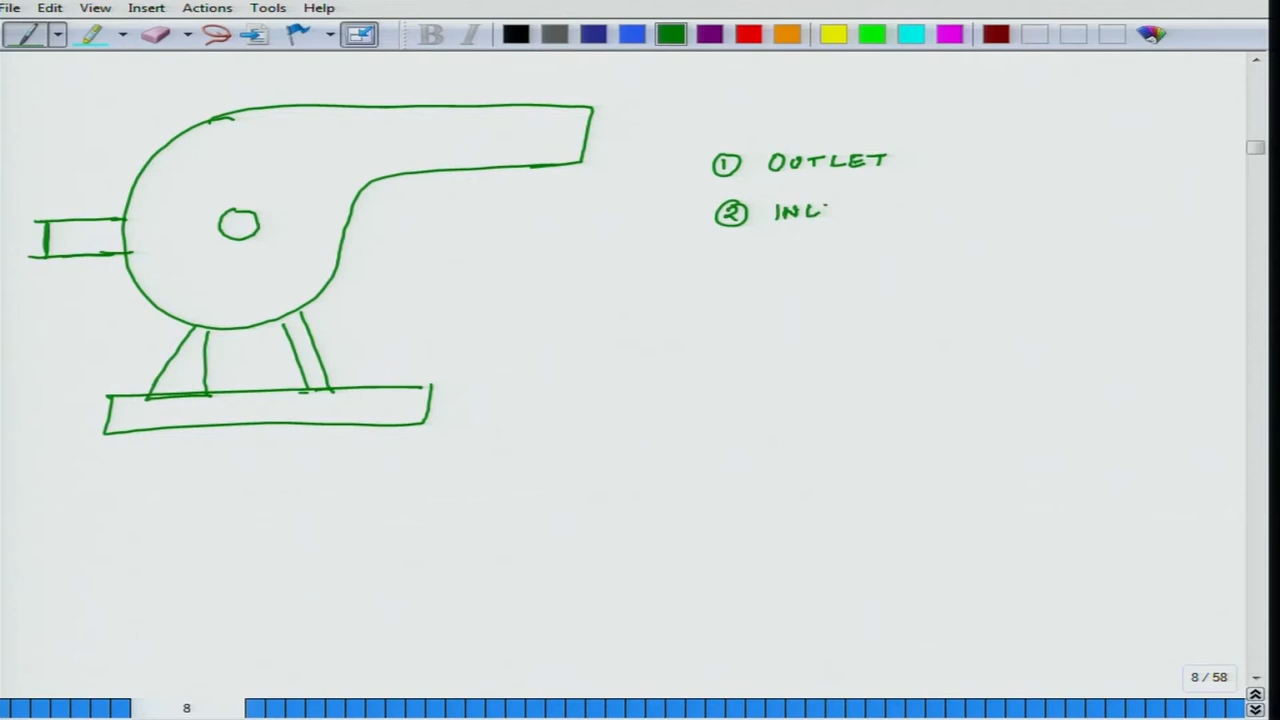 File Edit View Insert Actions Tools Help
B I
① OUTLET
② INL
8 / 58
8